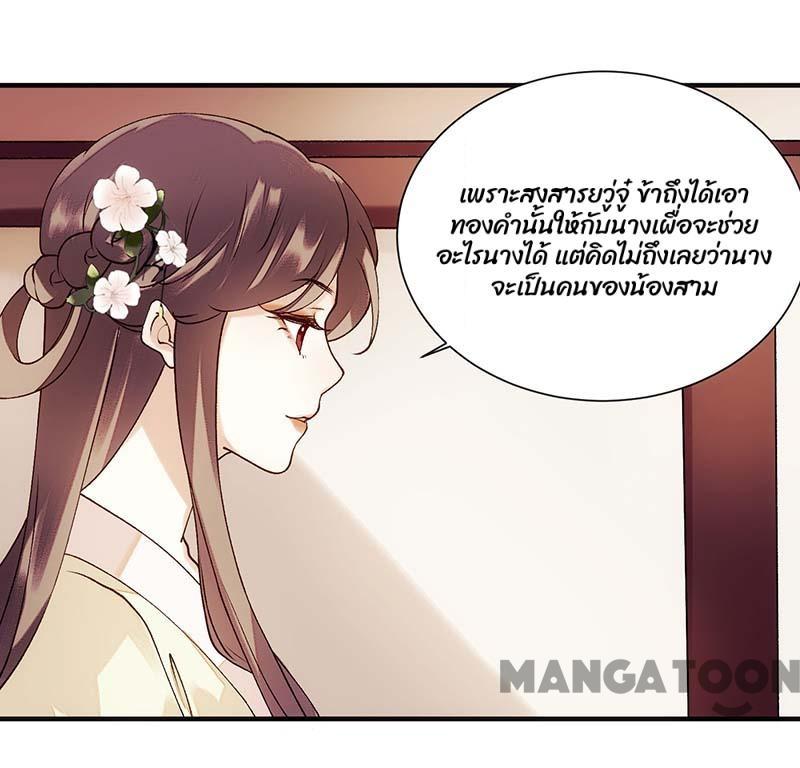 เพราะสงสารยวู่จู๋ ข้าถึงได้เอา
ทองคำนั้นให้กับนางเผื่อจะช่วย
อะไรนางได้ แต่คิดไม่ถึงเลยว่านาง
จะเป็นคนของน้องสาม
MANGATOON